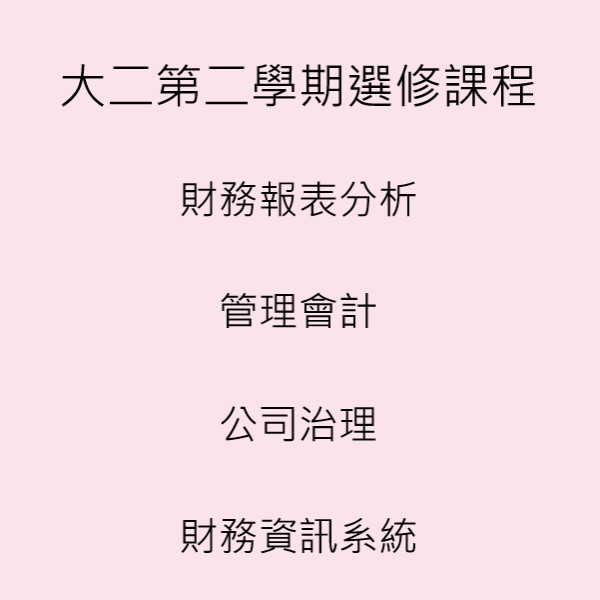 大二第二學期選修課程
財務報表分析
管理會計
公司治理
財務資訊系統